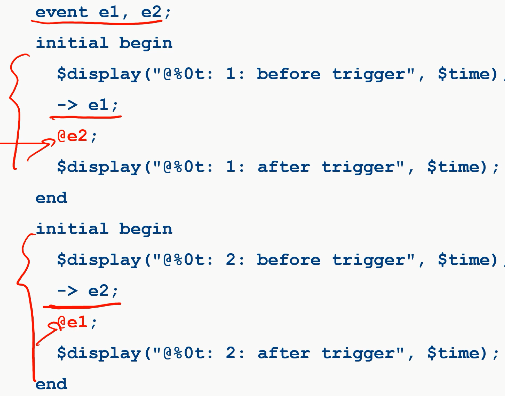 event e1, e2;
initial begin
$display("@%0t: 1: before trigger", $time)
-> e1;
@e2;
$display("@%0t: 1: after trigger", $time);
end
initial begin
$display("@%0t: 2: before trigger", $time)
-> e2;
@e1;
$display("@%0t: 2: after trigger", $time);
end